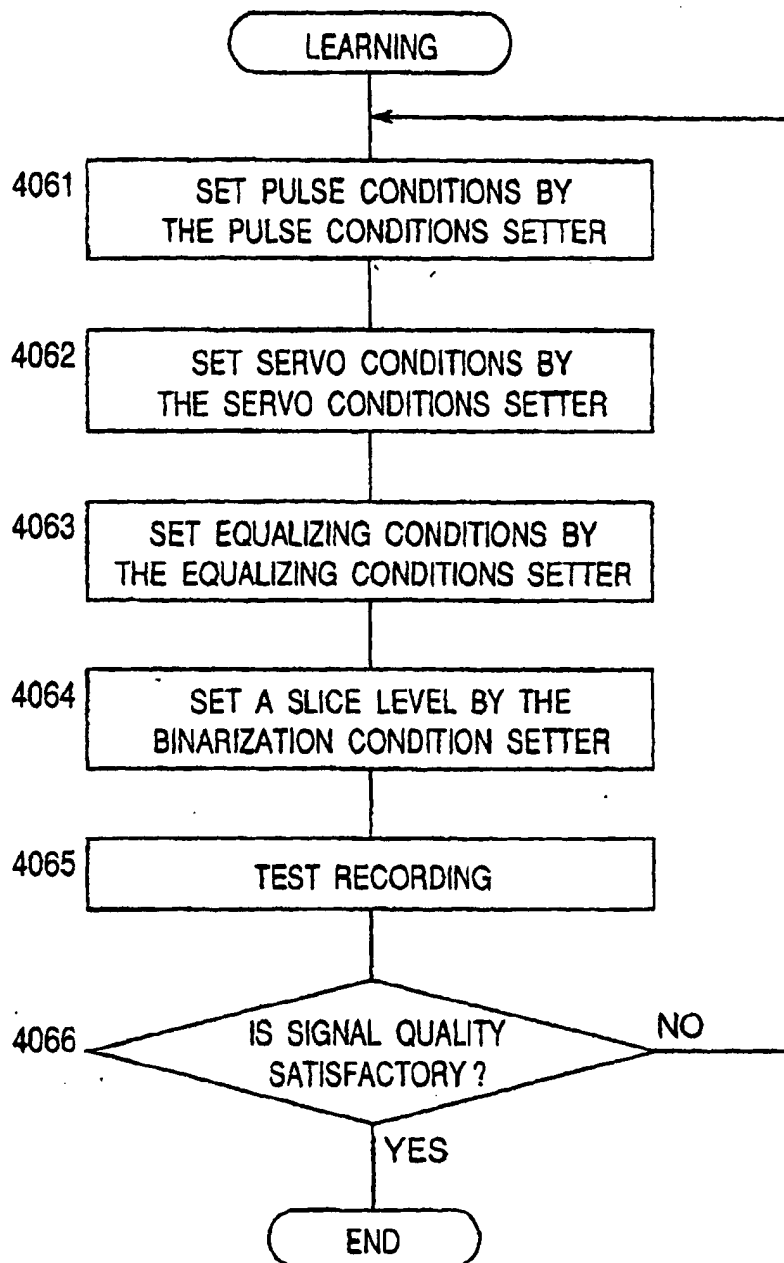 LEARNING
4061
SET PULSE CONDITIONS BY
THE PULSE CONDITIONS SETTER
4062
SET SERVO CONDITIONS BY
THE SERVO CONDITIONS SETTER
4063
SET EQUALIZING CONDITIONS BY
THE EQUALIZING CONDITIONS SETTER
4064
SET A SLICE LEVEL BY THE
BINARIZATION CONDITION SETTER
4065
TEST RECORDING
4066
IS SIGNAL QUALITY
SATISFACTORY?
NO
YES
END